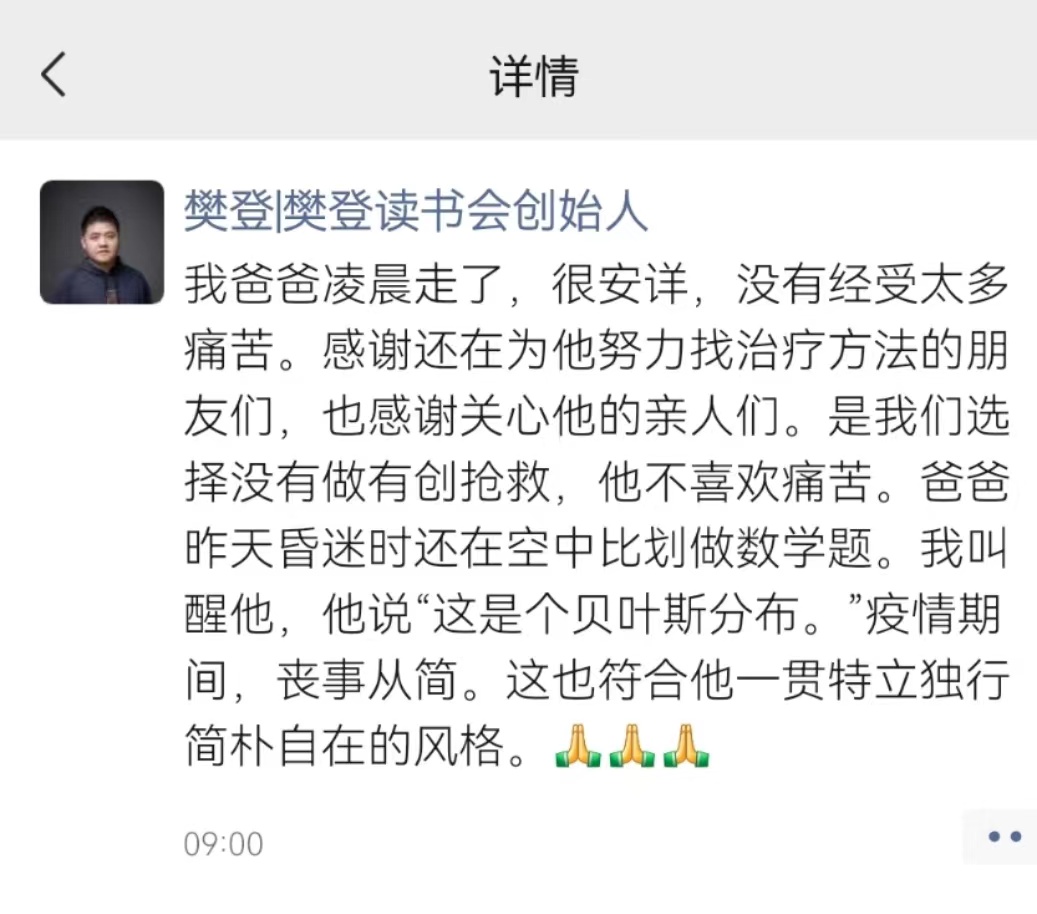 详情
樊登|樊登读书会创始人
我爸爸凌晨走了，很安详，没有经受太多
痛苦。感谢还在为他努力找治疗方法的朋
友们，也感谢关心他的亲人们。是我们选
择没有做有创抢救，他不喜欢痛苦。爸爸
昨天昏迷时还在空中比划做数学题。我叫
醒他，他说“这是个贝叶斯分布。”疫情期
间，丧事从简。这也符合他一贯特立独行
简朴自在的风格。🙏🙏🙏
09:00